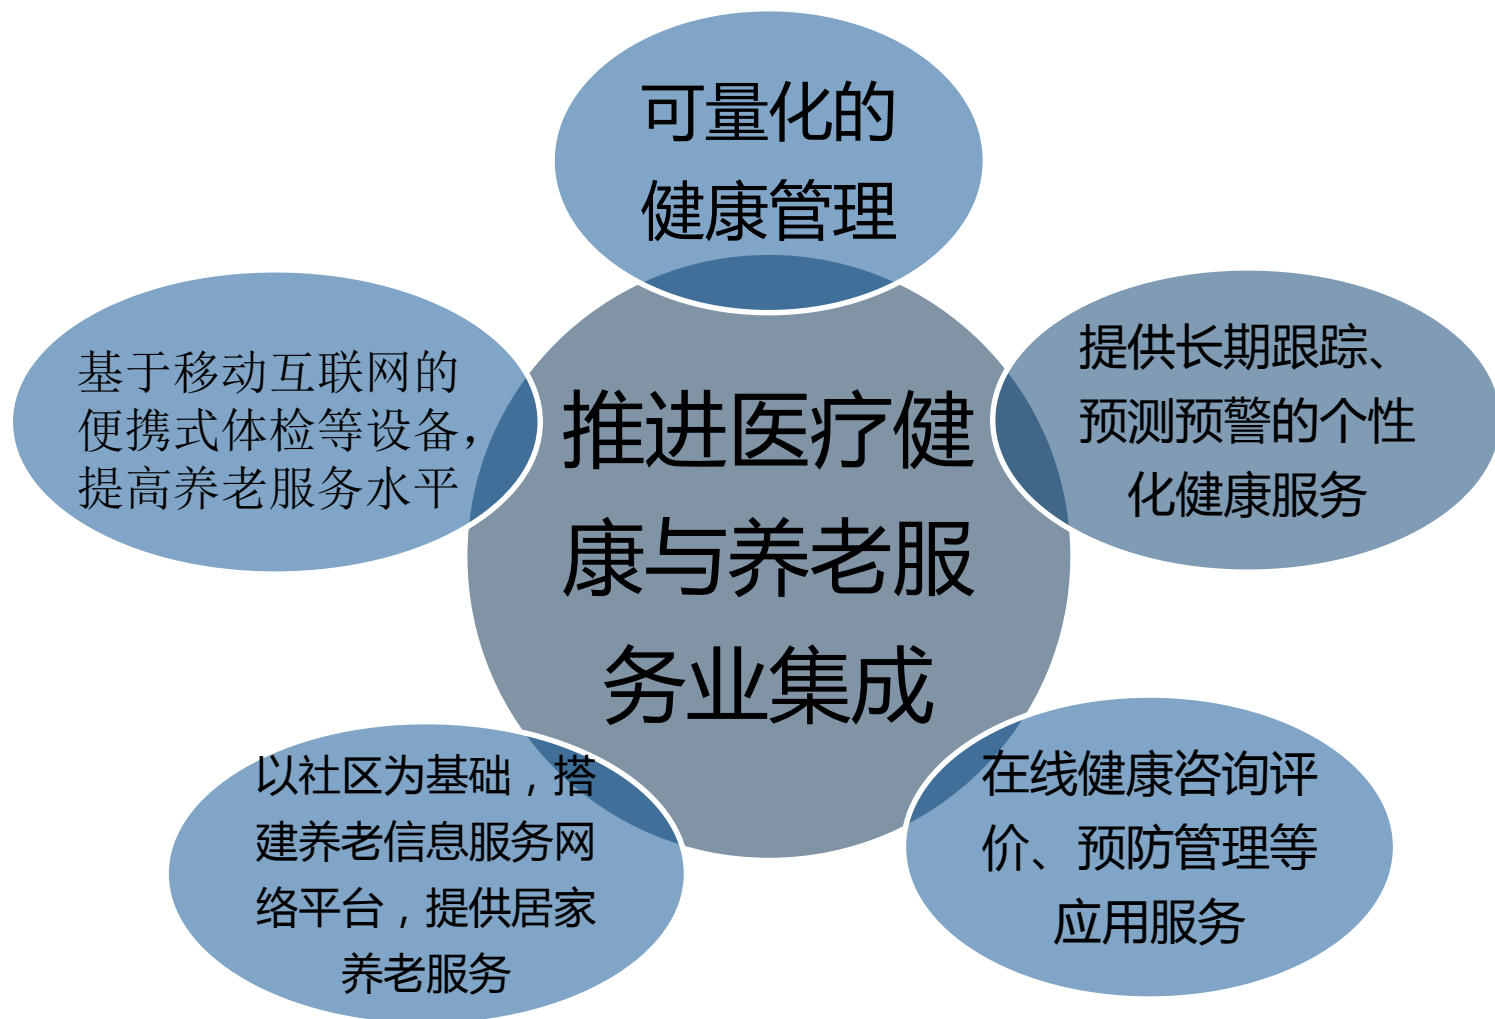 可量化的
健康管理
提供长期跟踪、
预测预警的个性
化健康服务
在线健康咨询评
价、预防管理等
应用服务
以社区为基础，搭
建养老信息服务网
络平台，提供居家
养老服务
基于移动互联网的
便携式体检等设备，
提高养老服务水平
推进医疗健
康与养老服
务业集成